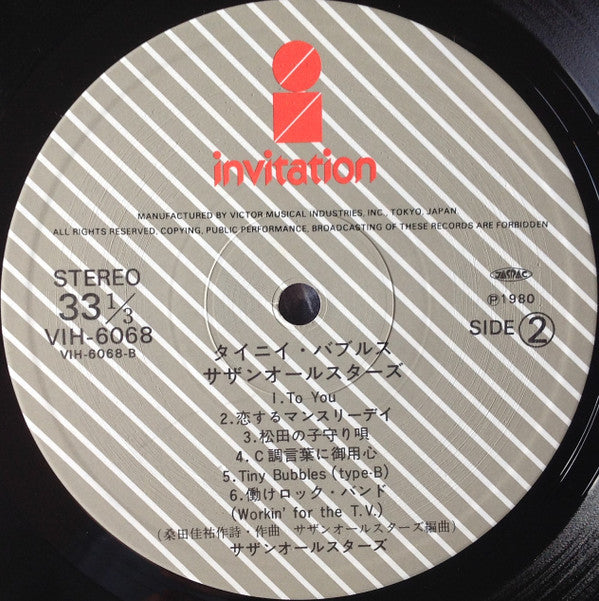 invitation
MANUFACTURED BY VICTOR MUSICAL INDUSTRIES, INC., TOKYO, JAPAN
ALL RIGHTS RESERVED, COPYING, PUBLIC PERFORMANCE, BROADCASTING OF THESE RECORDS ARE FORBIDDEN
STEREO
33 1/3
VIH-6068
VIH-6068-B
JASRAC
Ⓟ1980
SIDE ②
タイニイ・バブルス
サザンオールスターズ
1.To You
2.恋するマンスリーデイ
3.松田の子守り唄
4.C調言葉に御用心
5.Tiny Bubbles (type-B)
6.働けロック・バンド
(Workin' for the T.V.)
(桑田佳祐作詩・作曲 サザンオールスターズ編曲)
サザンオールスターズ